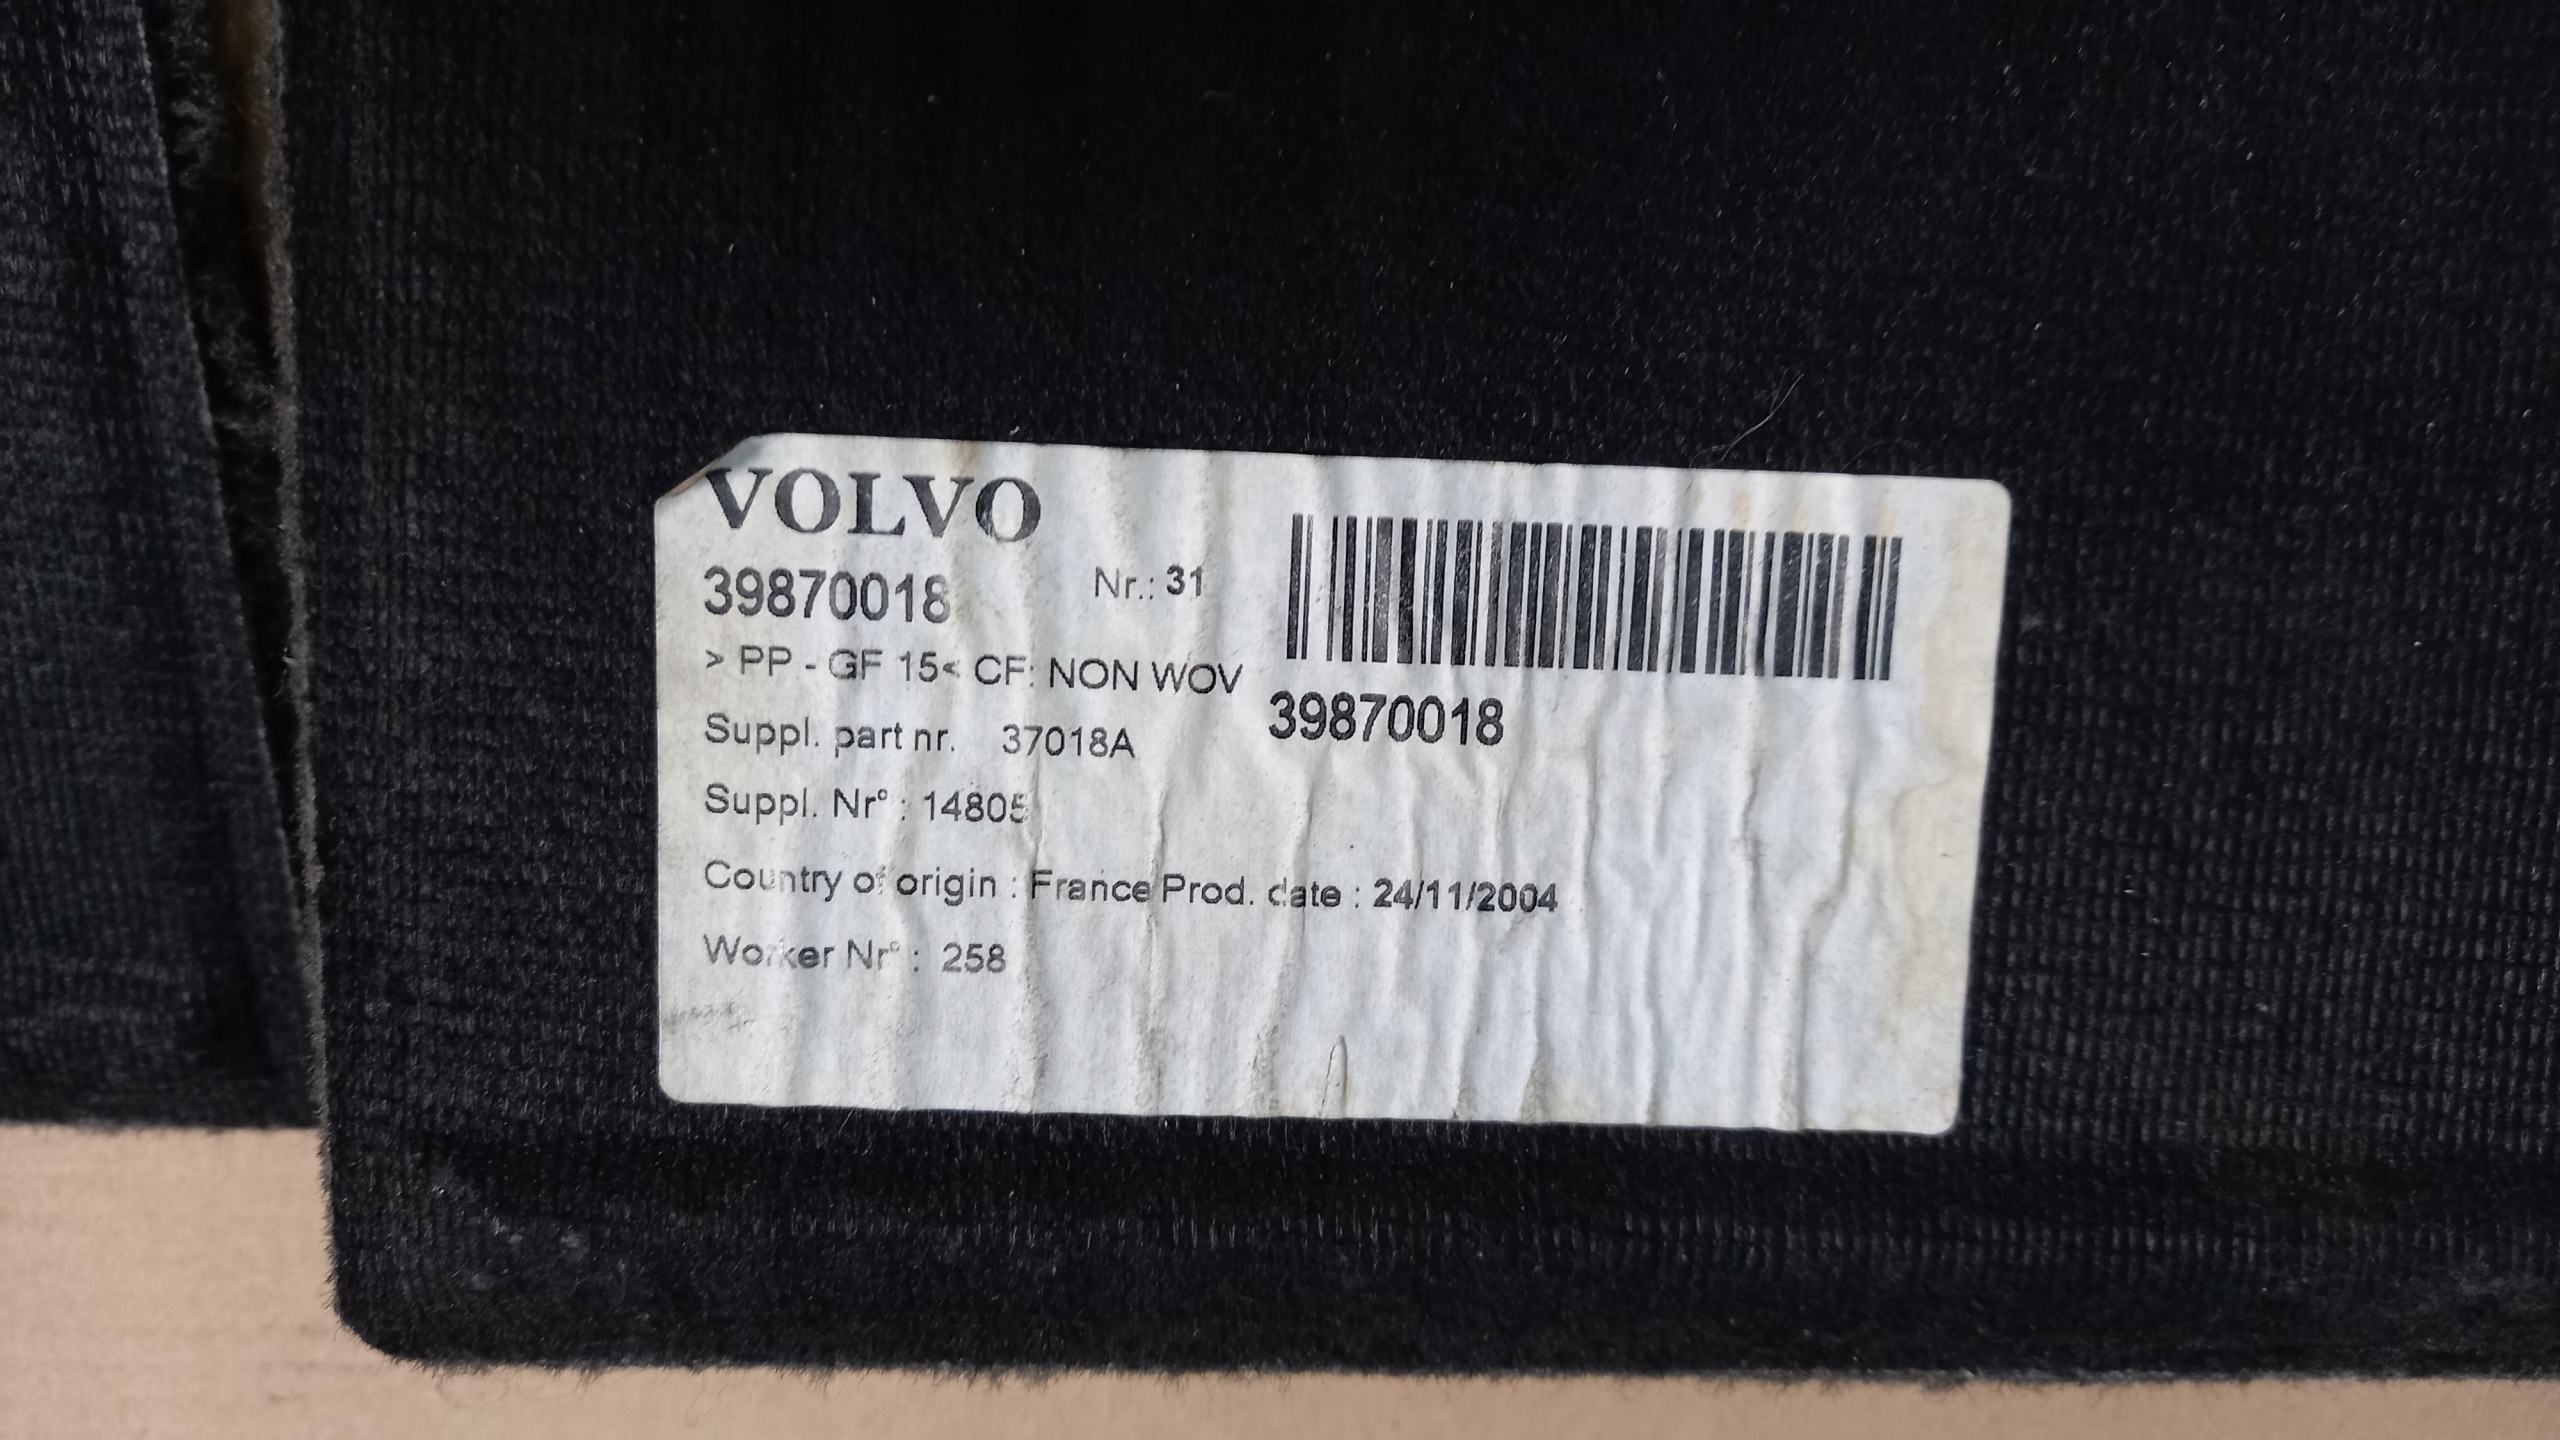 VOLVO
39870018 Nr.: 31
> PP - GF 15< CF: NON WOV
39870018
Suppl. part nr. 37018A
Suppl. Nr° : 14805
Country of origin : France Prod. date : 24/11/2004
Worker Nr° : 258